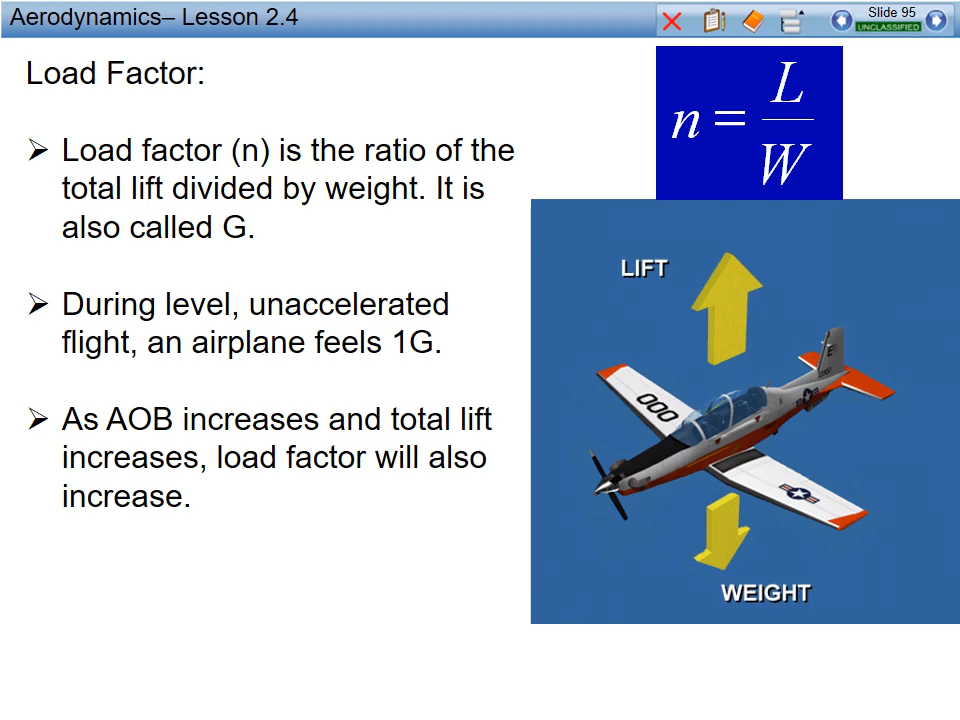 Aerodynamics– Lesson 2.4
Slide 95
UNCLASSIFIED
Load Factor:
➢ Load factor (n) is the ratio of the
total lift divided by weight. It is
also called G.
➢ During level, unaccelerated
flight, an airplane feels 1G.
➢ As AOB increases and total lift
increases, load factor will also
increase.
n = L
W
LIFT
E
000
WEIGHT